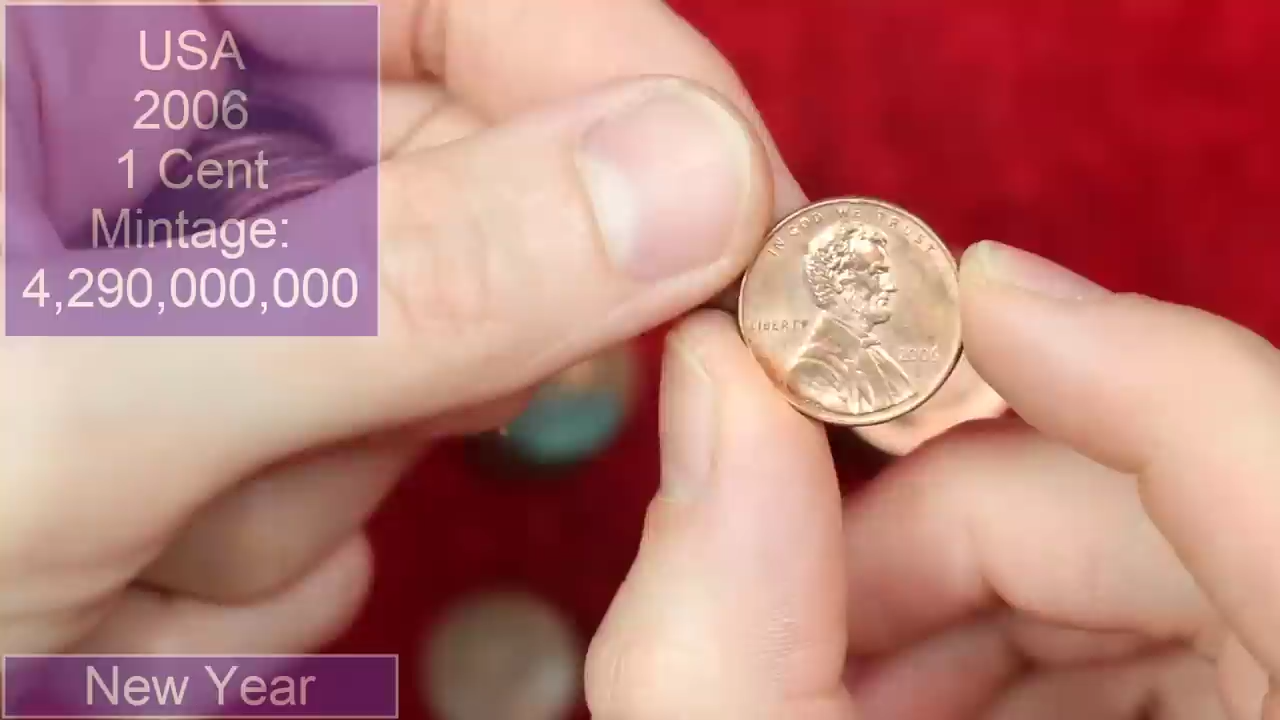 USA
2006
1 Cent
Mintage:
4,290,000,000
IN GOD WE TRUST
LIBERTY
2006
New Year